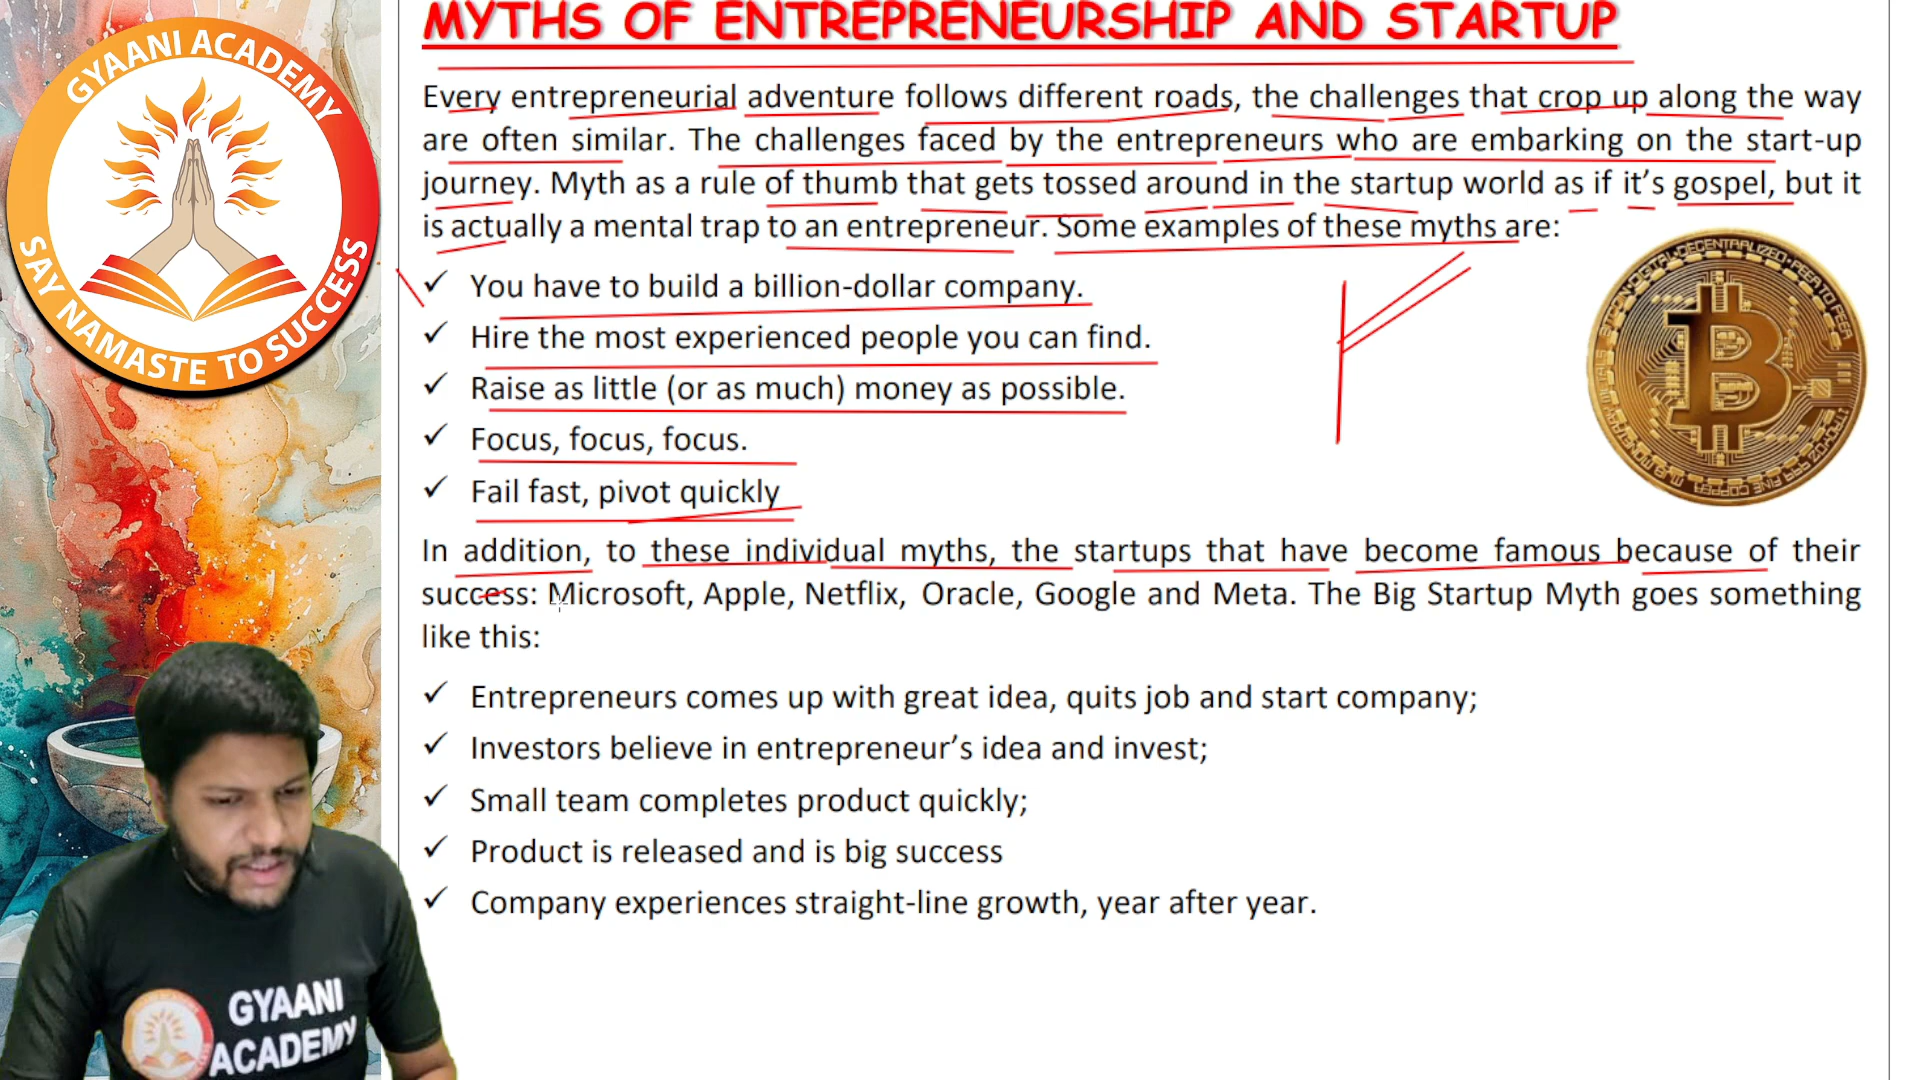 MYTHS OF ENTREPRENEURSHIP AND STARTUP
GYAANI ACADEMY
SAY NAMASTE TO SUCCESS
Every entrepreneurial adventure follows different roads, the challenges that crop up along the way
are often similar. The challenges faced by the entrepreneurs who are embarking on the start-up
journey. Myth as a rule of thumb that gets tossed around in the startup world as if it’s gospel, but it
is actually a mental trap to an entrepreneur. Some examples of these myths are:
✓ You have to build a billion-dollar company.
✓ Hire the most experienced people you can find.
✓ Raise as little (or as much) money as possible.
✓ Focus, focus, focus.
✓ Fail fast, pivot quickly
In addition, to these individual myths, the startups that have become famous because of their
success: Microsoft, Apple, Netflix, Oracle, Google and Meta. The Big Startup Myth goes something
like this:
✓ Entrepreneurs comes up with great idea, quits job and start company;
✓ Investors believe in entrepreneur’s idea and invest;
✓ Small team completes product quickly;
✓ Product is released and is big success
✓ Company experiences straight-line growth, year after year.
GYAANI
ACADEMY